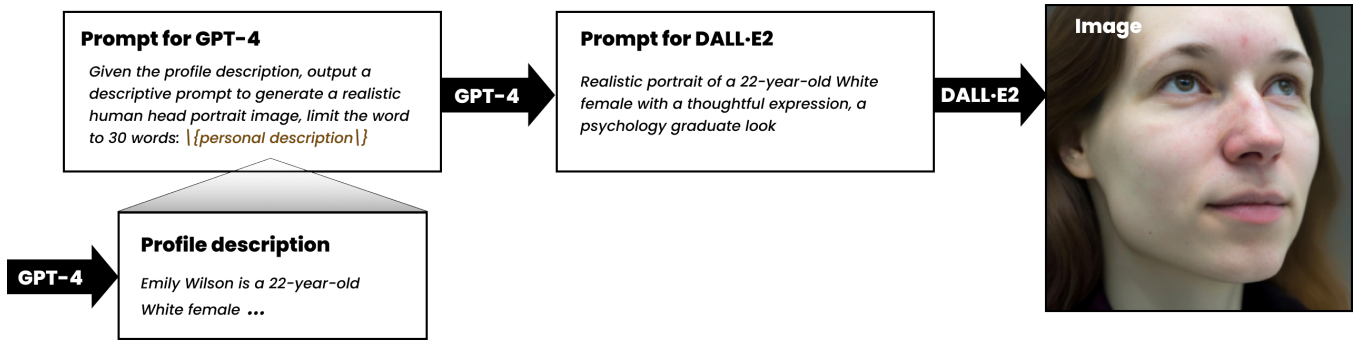 Prompt for GPT-4
Given the profile description, output a
descriptive prompt to generate a realistic
human head portrait image, limit the word
to 30 words: \{personal description\}
GPT-4
Prompt for DALL·E2
Realistic portrait of a 22-year-old White
female with a thoughtful expression, a
psychology graduate look
DALL·E2
Image
GPT-4
Profile description
Emily Wilson is a 22-year-old
White female ...